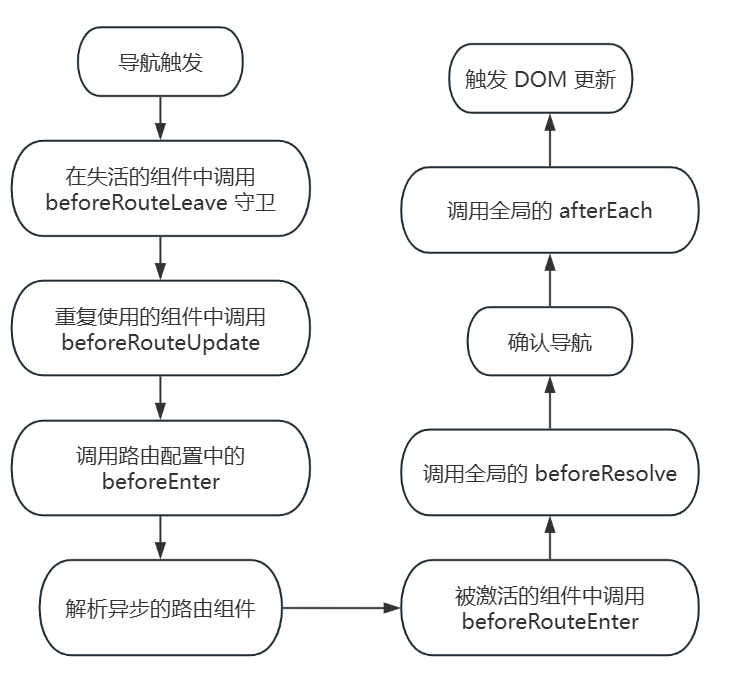 导航触发
在失活的组件中调用
beforeRouteLeave 守卫
重复使用的组件中调用
beforeRouteUpdate
调用路由配置中的
beforeEnter
解析异步的路由组件
被激活的组件中调用
beforeRouteEnter
调用全局的 beforeResolve
确认导航
调用全局的 afterEach
触发 DOM 更新